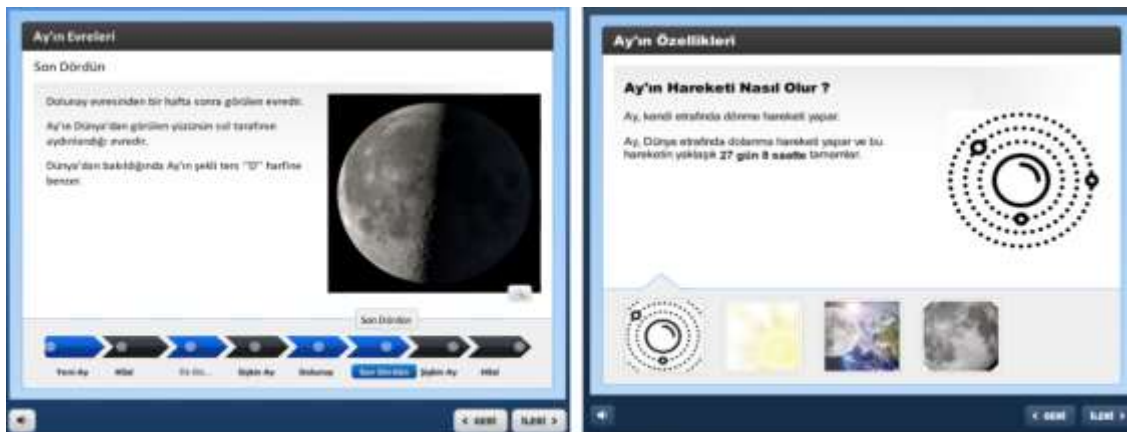 Ay'ın Evreleri
Son Dördün
Dolunay evresinden bir hafta sonra görülen evredir.
Ay'ın Dünya'dan görülen yüzünün sol tarafının
aydınlandığı evredir.
Dünya'dan bakıldığında Ay'ın şekli ters "D" harfine
benzer.
Son Dördün
Yeni Ay
Hilal
Şişkin Ay
Dolunay
Son Dördün
Şişkin Ay
Hilal
< GERİ
İLERİ >
Ay'ın Özellikleri
Ay'ın Hareketi Nasıl Olur ?
Ay, kendi etrafında dönme hareketi yapar.
Ay, Dünya etrafında dolanma hareketi yapar ve bu
hareketin yaklaşık 27 gün 8 saatte tamamlar.
< GERİ
İLERİ >